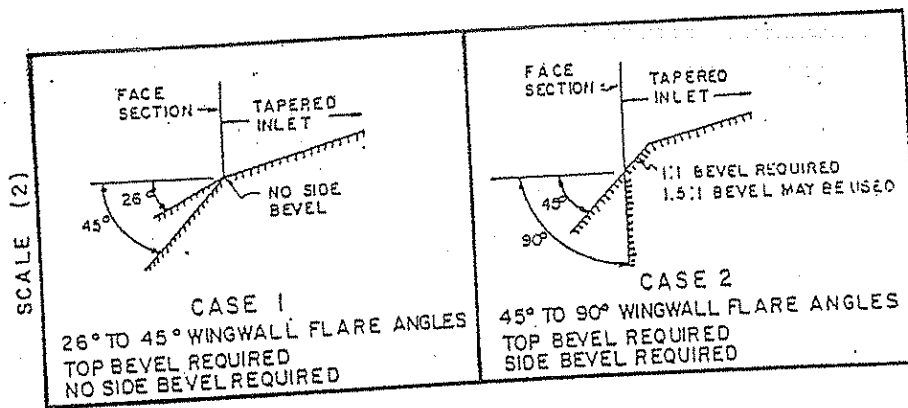 SCALE (2)
FACE
SECTION
TAPERED
INLET
NO SIDE
BEVEL
26°
45°
CASE 1
26° TO 45° WINGWALL FLARE ANGLES
TOP BEVEL REQUIRED
NO SIDE BEVEL REQUIRED
FACE
SECTION
TAPERED
INLET
1:1 BEVEL REQUIRED
1.5:1 BEVEL MAY BE USED
45°
90°
CASE 2
45° TO 90° WINGWALL FLARE ANGLES
TOP BEVEL REQUIRED
SIDE BEVEL REQUIRED